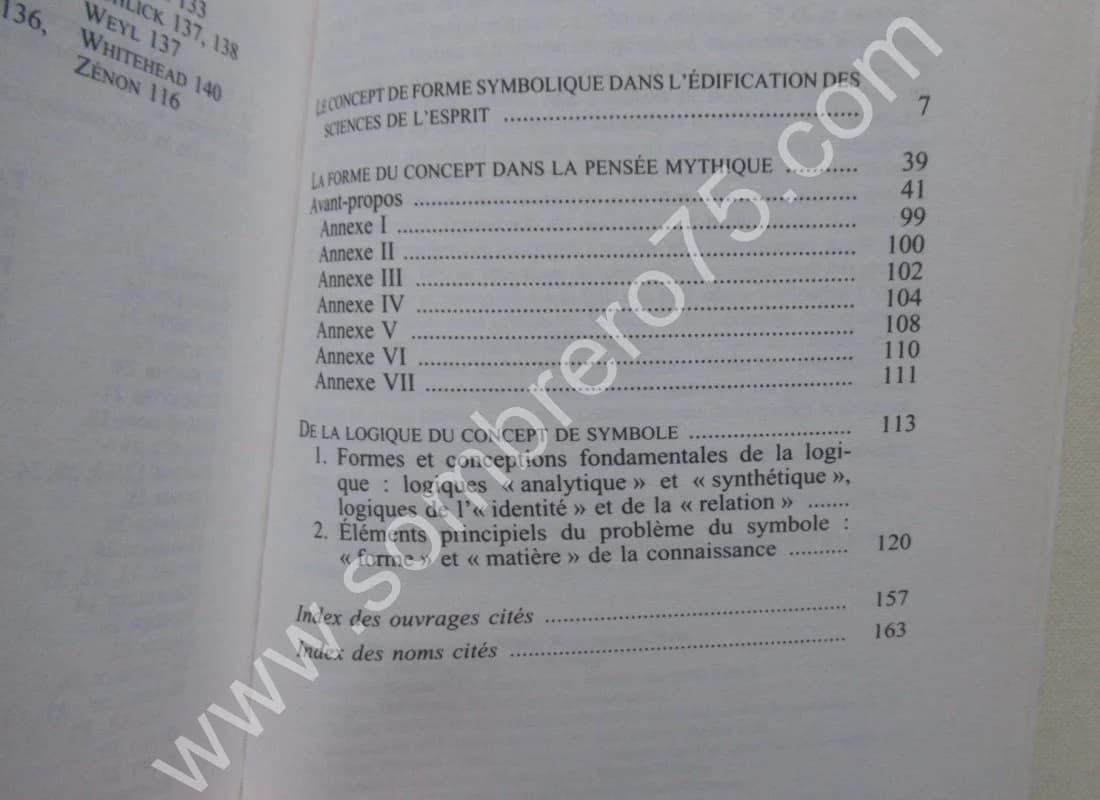 133
137, 138
136,
WEYL 137
WHITEHEAD 140
ZÉNON 116
LE CONCEPT DE FORME SYMBOLIQUE DANS L'ÉDIFICATION DES
SCIENCES DE L'ESPRIT ........ 7
LA FORME DU CONCEPT DANS LA PENSÉE MYTHIQUE ........ 39
Avant-propos ........ 41
Annexe I ........ 99
Annexe II ........ 100
Annexe III ........ 102
Annexe IV ........ 104
Annexe V ........ 108
Annexe VI ........ 110
Annexe VII ........ 111
DE LA LOGIQUE DU CONCEPT DE SYMBOLE ........ 113
1. Formes et conceptions fondamentales de la logi-
que : logiques « analytique » et « synthétique »,
logiques de l'« identité » et de la « relation » .......
2. Éléments principiels du problème du symbole :
« forme » et « matière » de la connaissance ........ 120
Index des ouvrages cités ........ 157
Index des noms cités ........ 163
www.sombrero75.com